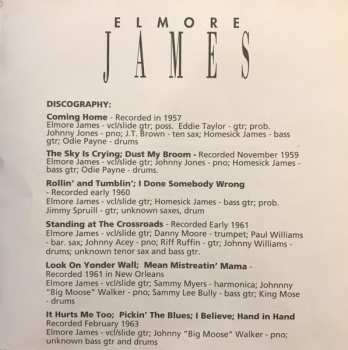 ELMORE
JAMES
DISCOGRAPHY:
Coming Home - Recorded in 1957
Elmore James - vcl/slide gtr; poss. Eddie Taylor - gtr; prob.
Johnny Jones - pno; J.T. Brown - ten sax; Homesick James - bass
gtr; Odie Payne - drums
The Sky Is Crying; Dust My Broom - Recorded November 1959
Elmore James - vcl/slide gtr; Johnny Jones - pno; Homesick James -
bass gtr; Odie Payne - drums.
Rollin' and Tumblin'; I Done Somebody Wrong
- Recorded early 1960
Elmore James - vcl/slide gtr; Homesick James - bass gtr; prob.
Jimmy Spruill - gtr; unknown saxes, drum
Standing at The Crossroads - Recorded Early 1961
Elmore James - vcl/slide gtr; Danny Moore - trumpet; Paul Williams
- bar. sax; Johnny Acey - pno; Riff Ruffin - gtr; Johnny Williams -
drums; unknown tenor sax and bass gtr.
Look On Yonder Wall; Mean Mistreatin' Mama -
Recorded 1961 in New Orleans
Elmore James - vcl/slide gtr; Sammy Myers - harmonica; Johnny
"Big Moose" Walker - pno; Sammy Lee Bully - bass gtr; King Mose
- drums
It Hurts Me Too; Pickin' The Blues; I Believe; Hand in Hand
Recorded February 1963
Elmore James - vcl/slide gtr; Johnny "Big Moose" Walker - pno;
unknown bass gtr and drums